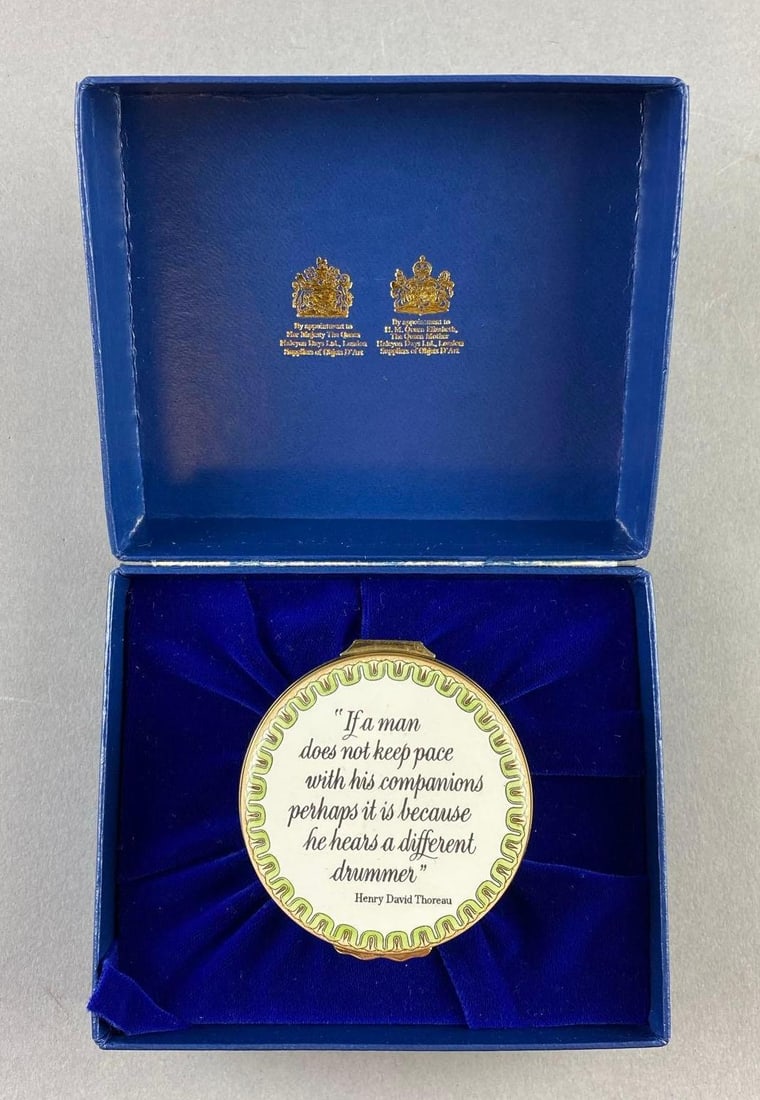 By appointment to
Her Majesty The Queen
Halcyon Days Ltd., London
Suppliers of Objets D'Art
By appointment to
H. M. Queen Elizabeth,
The Queen Mother
Halcyon Days Ltd., London
Suppliers of Objets D'Art
"If a man
does not keep pace
with his companions
perhaps it is because
he hears a different
drummer"
Henry David Thoreau